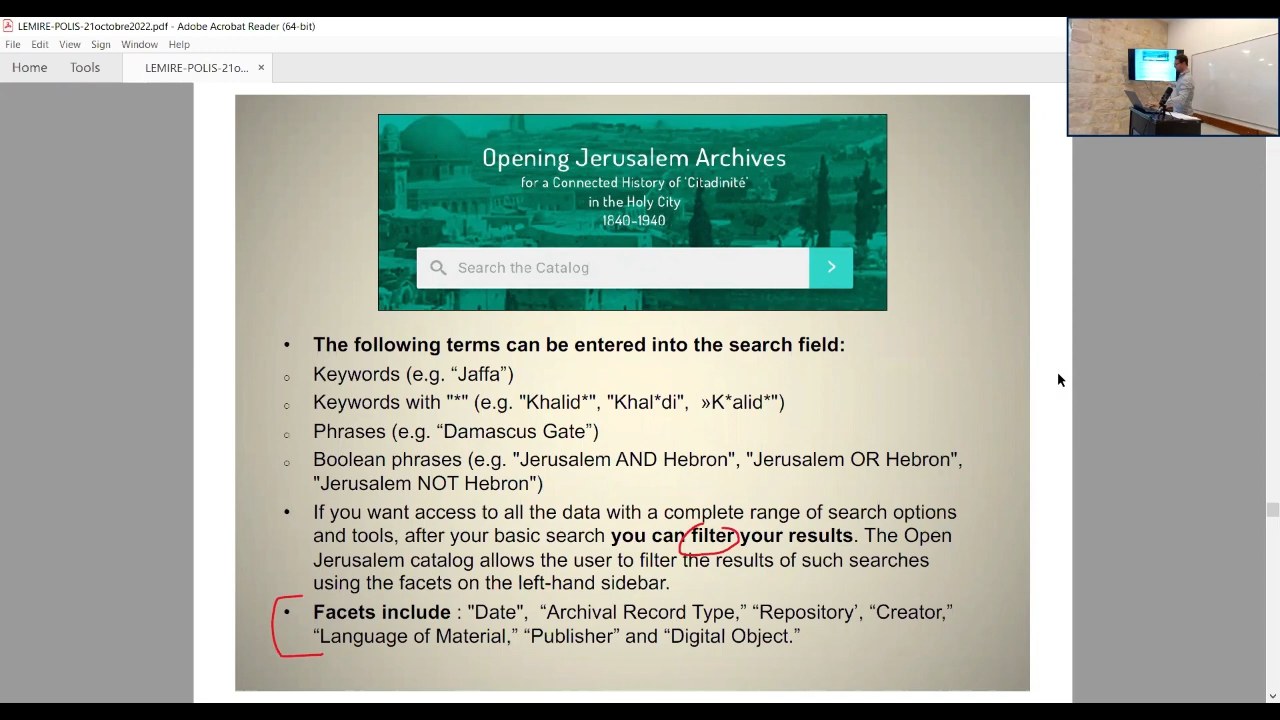 LEMIRE-POLIS-21octobre2022.pdf - Adobe Acrobat Reader (64-bit)
File Edit View Sign Window Help
Home Tools LEMIRE-POLIS-21o... ×
Opening Jerusalem Archives
for a Connected History of 'Citadinité'
in the Holy City
1840-1940
Search the Catalog
• The following terms can be entered into the search field:
○ Keywords (e.g. “Jaffa”)
○ Keywords with "*" (e.g. "Khalid*", "Khal*di", »K*alid*")
○ Phrases (e.g. “Damascus Gate”)
○ Boolean phrases (e.g. "Jerusalem AND Hebron", "Jerusalem OR Hebron",
"Jerusalem NOT Hebron")
• If you want access to all the data with a complete range of search options
and tools, after your basic search you can filter your results. The Open
Jerusalem catalog allows the user to filter the results of such searches
using the facets on the left-hand sidebar.
• Facets include : "Date", “Archival Record Type,” “Repository’, “Creator,”
“Language of Material,” “Publisher” and “Digital Object.”